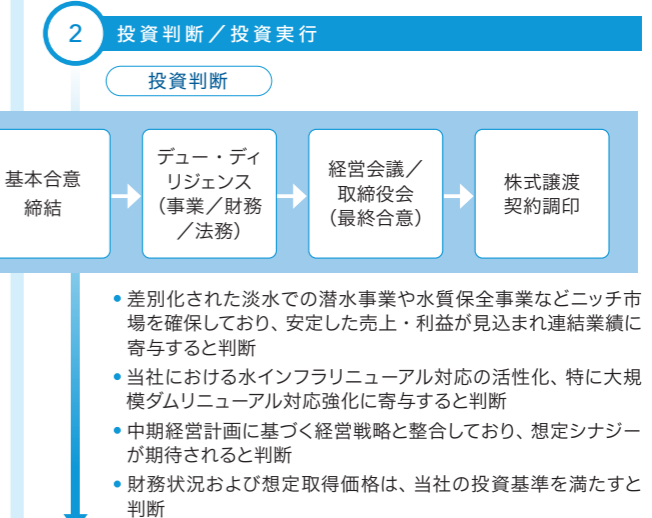 2
投資判断／投資実行
投資判断
基本合意
締結
デュー・ディ
リジェンス
（事業／財務
／法務）
経営会議／
取締役会
（最終合意）
株式譲渡
契約調印
• 差別化された淡水での潜水事業や水質保全事業などニッチ市
場を確保しており、安定した売上・利益が見込まれ連結業績に
寄与すると判断
• 当社における水インフラリニューアル対応の活性化、特に大規
模ダムリニューアル対応強化に寄与すると判断
• 中期経営計画に基づく経営戦略と整合しており、想定シナジー
が期待されると判断
• 財務状況および想定取得価格は、当社の投資基準を満たすと
判断